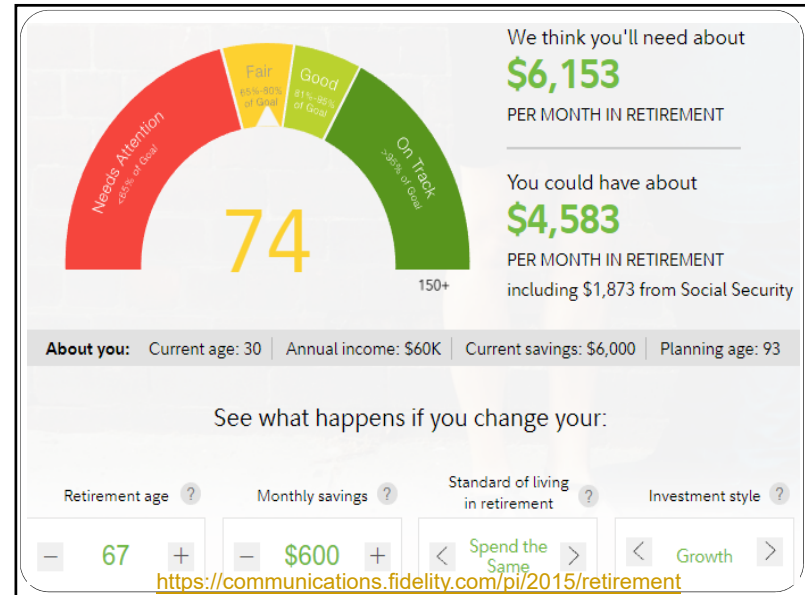 We think you'll need about
$6,153
PER MONTH IN RETIREMENT
You could have about
$4,583
PER MONTH IN RETIREMENT
including $1,873 from Social Security
Needs Attention
<65% of Goal
Fair
65%-80%
of Goal
Good
81%-95%
of Goal
On Track
>95% of Goal
74
150+
About you: Current age: 30 | Annual income: $60K | Current savings: $6,000 | Planning age: 93
See what happens if you change your:
Retirement age ?
Monthly savings ?
Standard of living
in retirement ?
Investment style ?
− 67 +
− $600 +
< Spend the
Same >
< Growth >
https://communications.fidelity.com/pi/2015/retirement